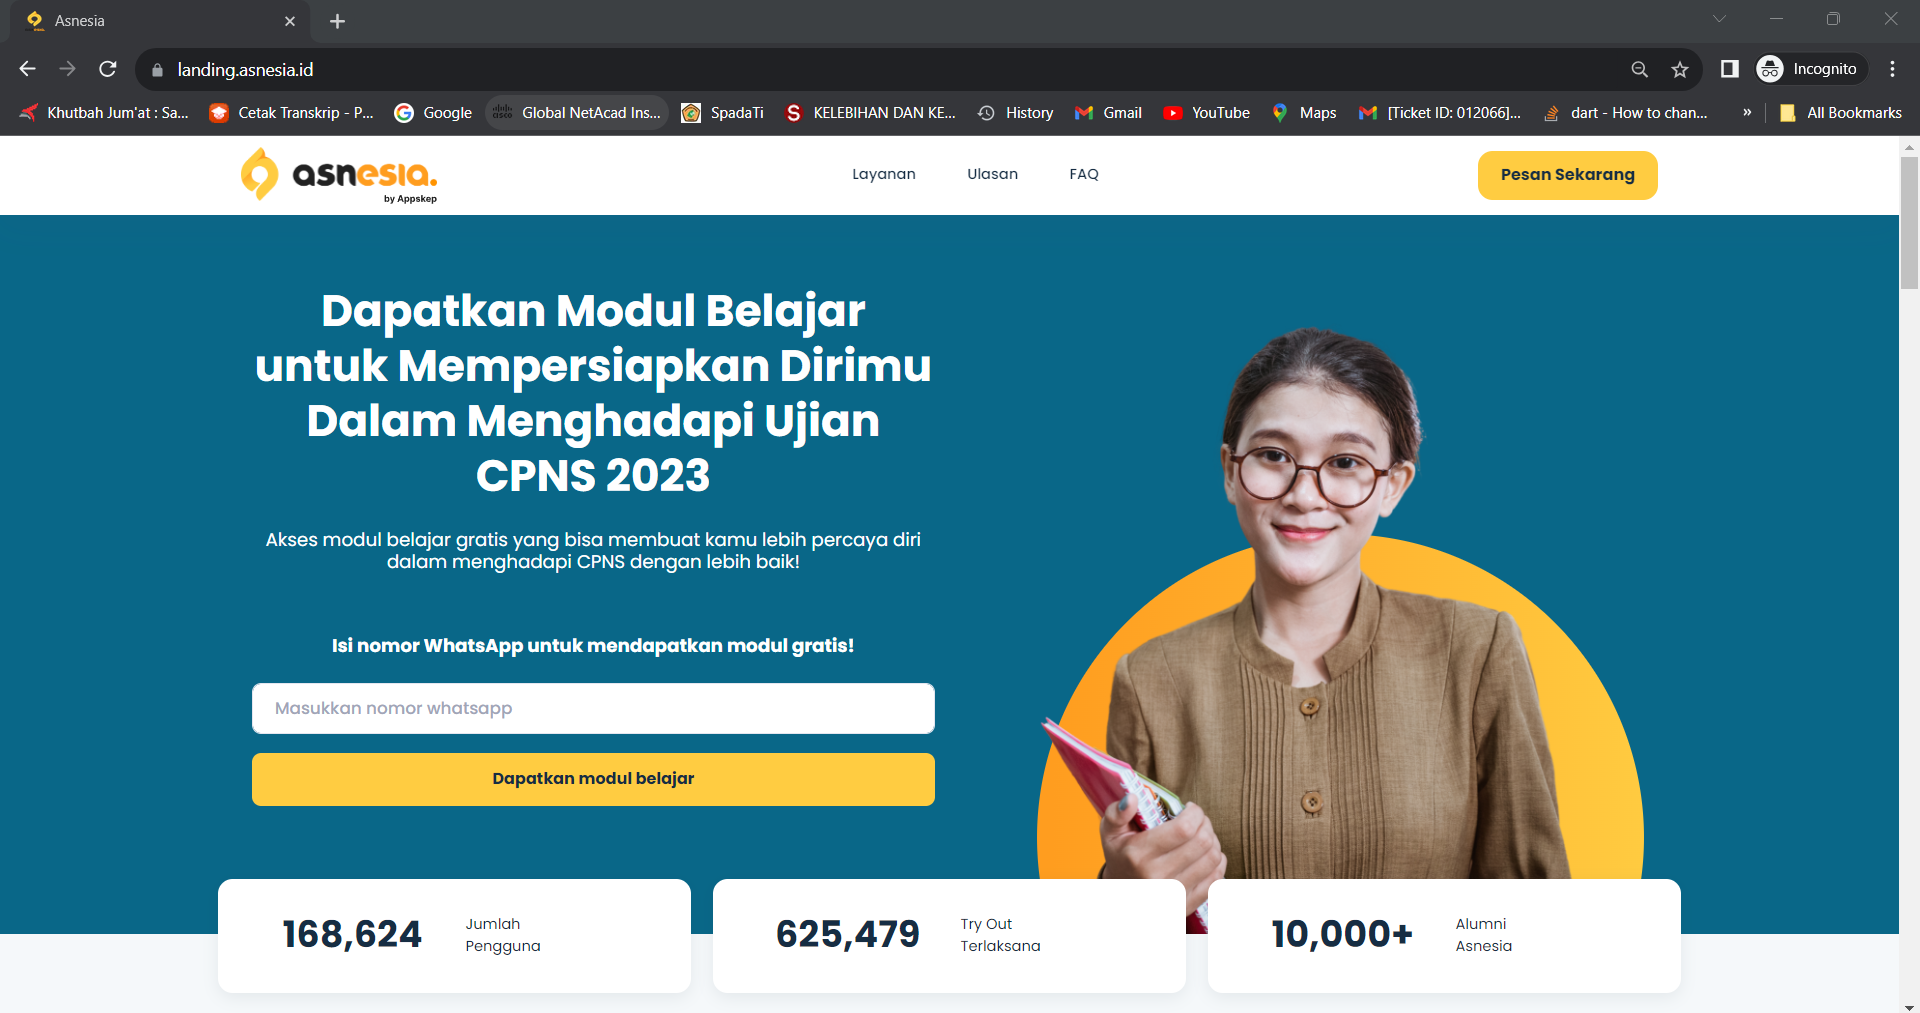 Asnesia
landing.asnesia.id
Incognito
Khutbah Jum'at : Sa...
Cetak Transkrip - P...
Google
Global NetAcad Ins...
SpadaTi
KELEBIHAN DAN KE...
History
Gmail
YouTube
Maps
[Ticket ID: 012066]...
dart - How to chan...
»
All Bookmarks
asnesia.
by Appskep
Layanan
Ulasan
FAQ
Pesan Sekarang
Dapatkan Modul Belajar
untuk Mempersiapkan Dirimu
Dalam Menghadapi Ujian
CPNS 2023
Akses modul belajar gratis yang bisa membuat kamu lebih percaya diri
dalam menghadapi CPNS dengan lebih baik!
Isi nomor WhatsApp untuk mendapatkan modul gratis!
Masukkan nomor whatsapp
Dapatkan modul belajar
168,624
Jumlah
Pengguna
625,479
Try Out
Terlaksana
10,000+
Alumni
Asnesia